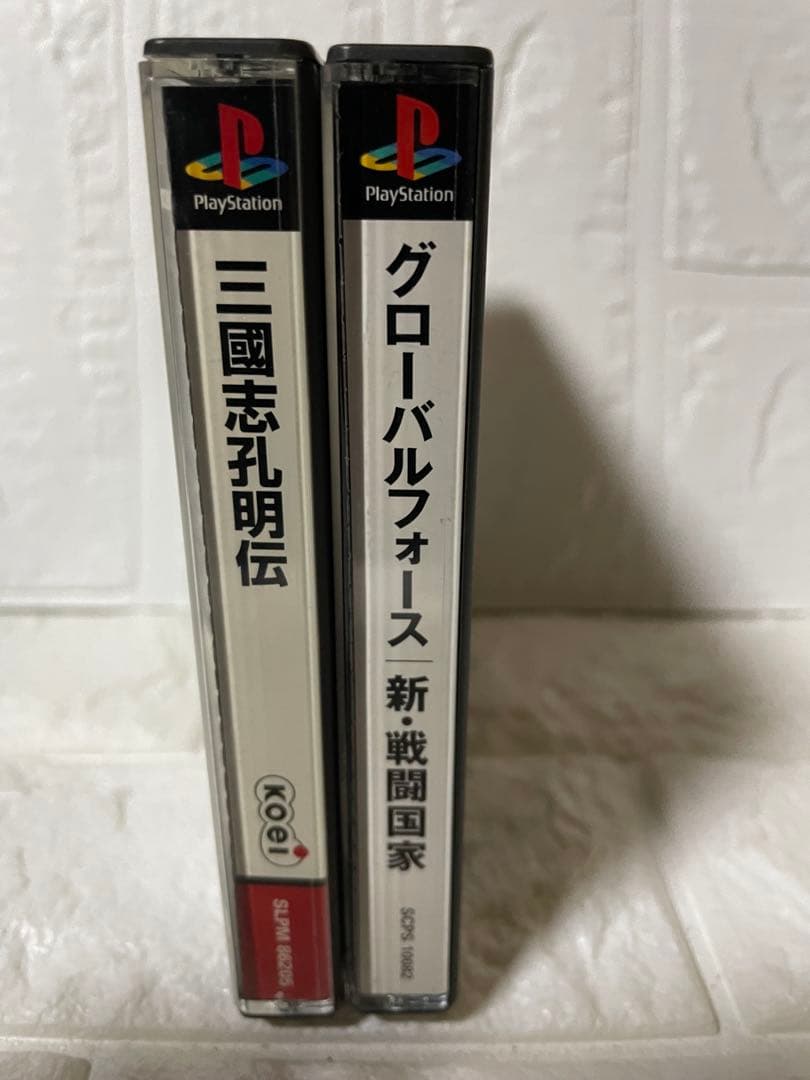 PlayStation
三國志孔明伝
KOEI
SLPM 86205
PlayStation
グローバルフォース
新・戦闘国家
SCPS 10082